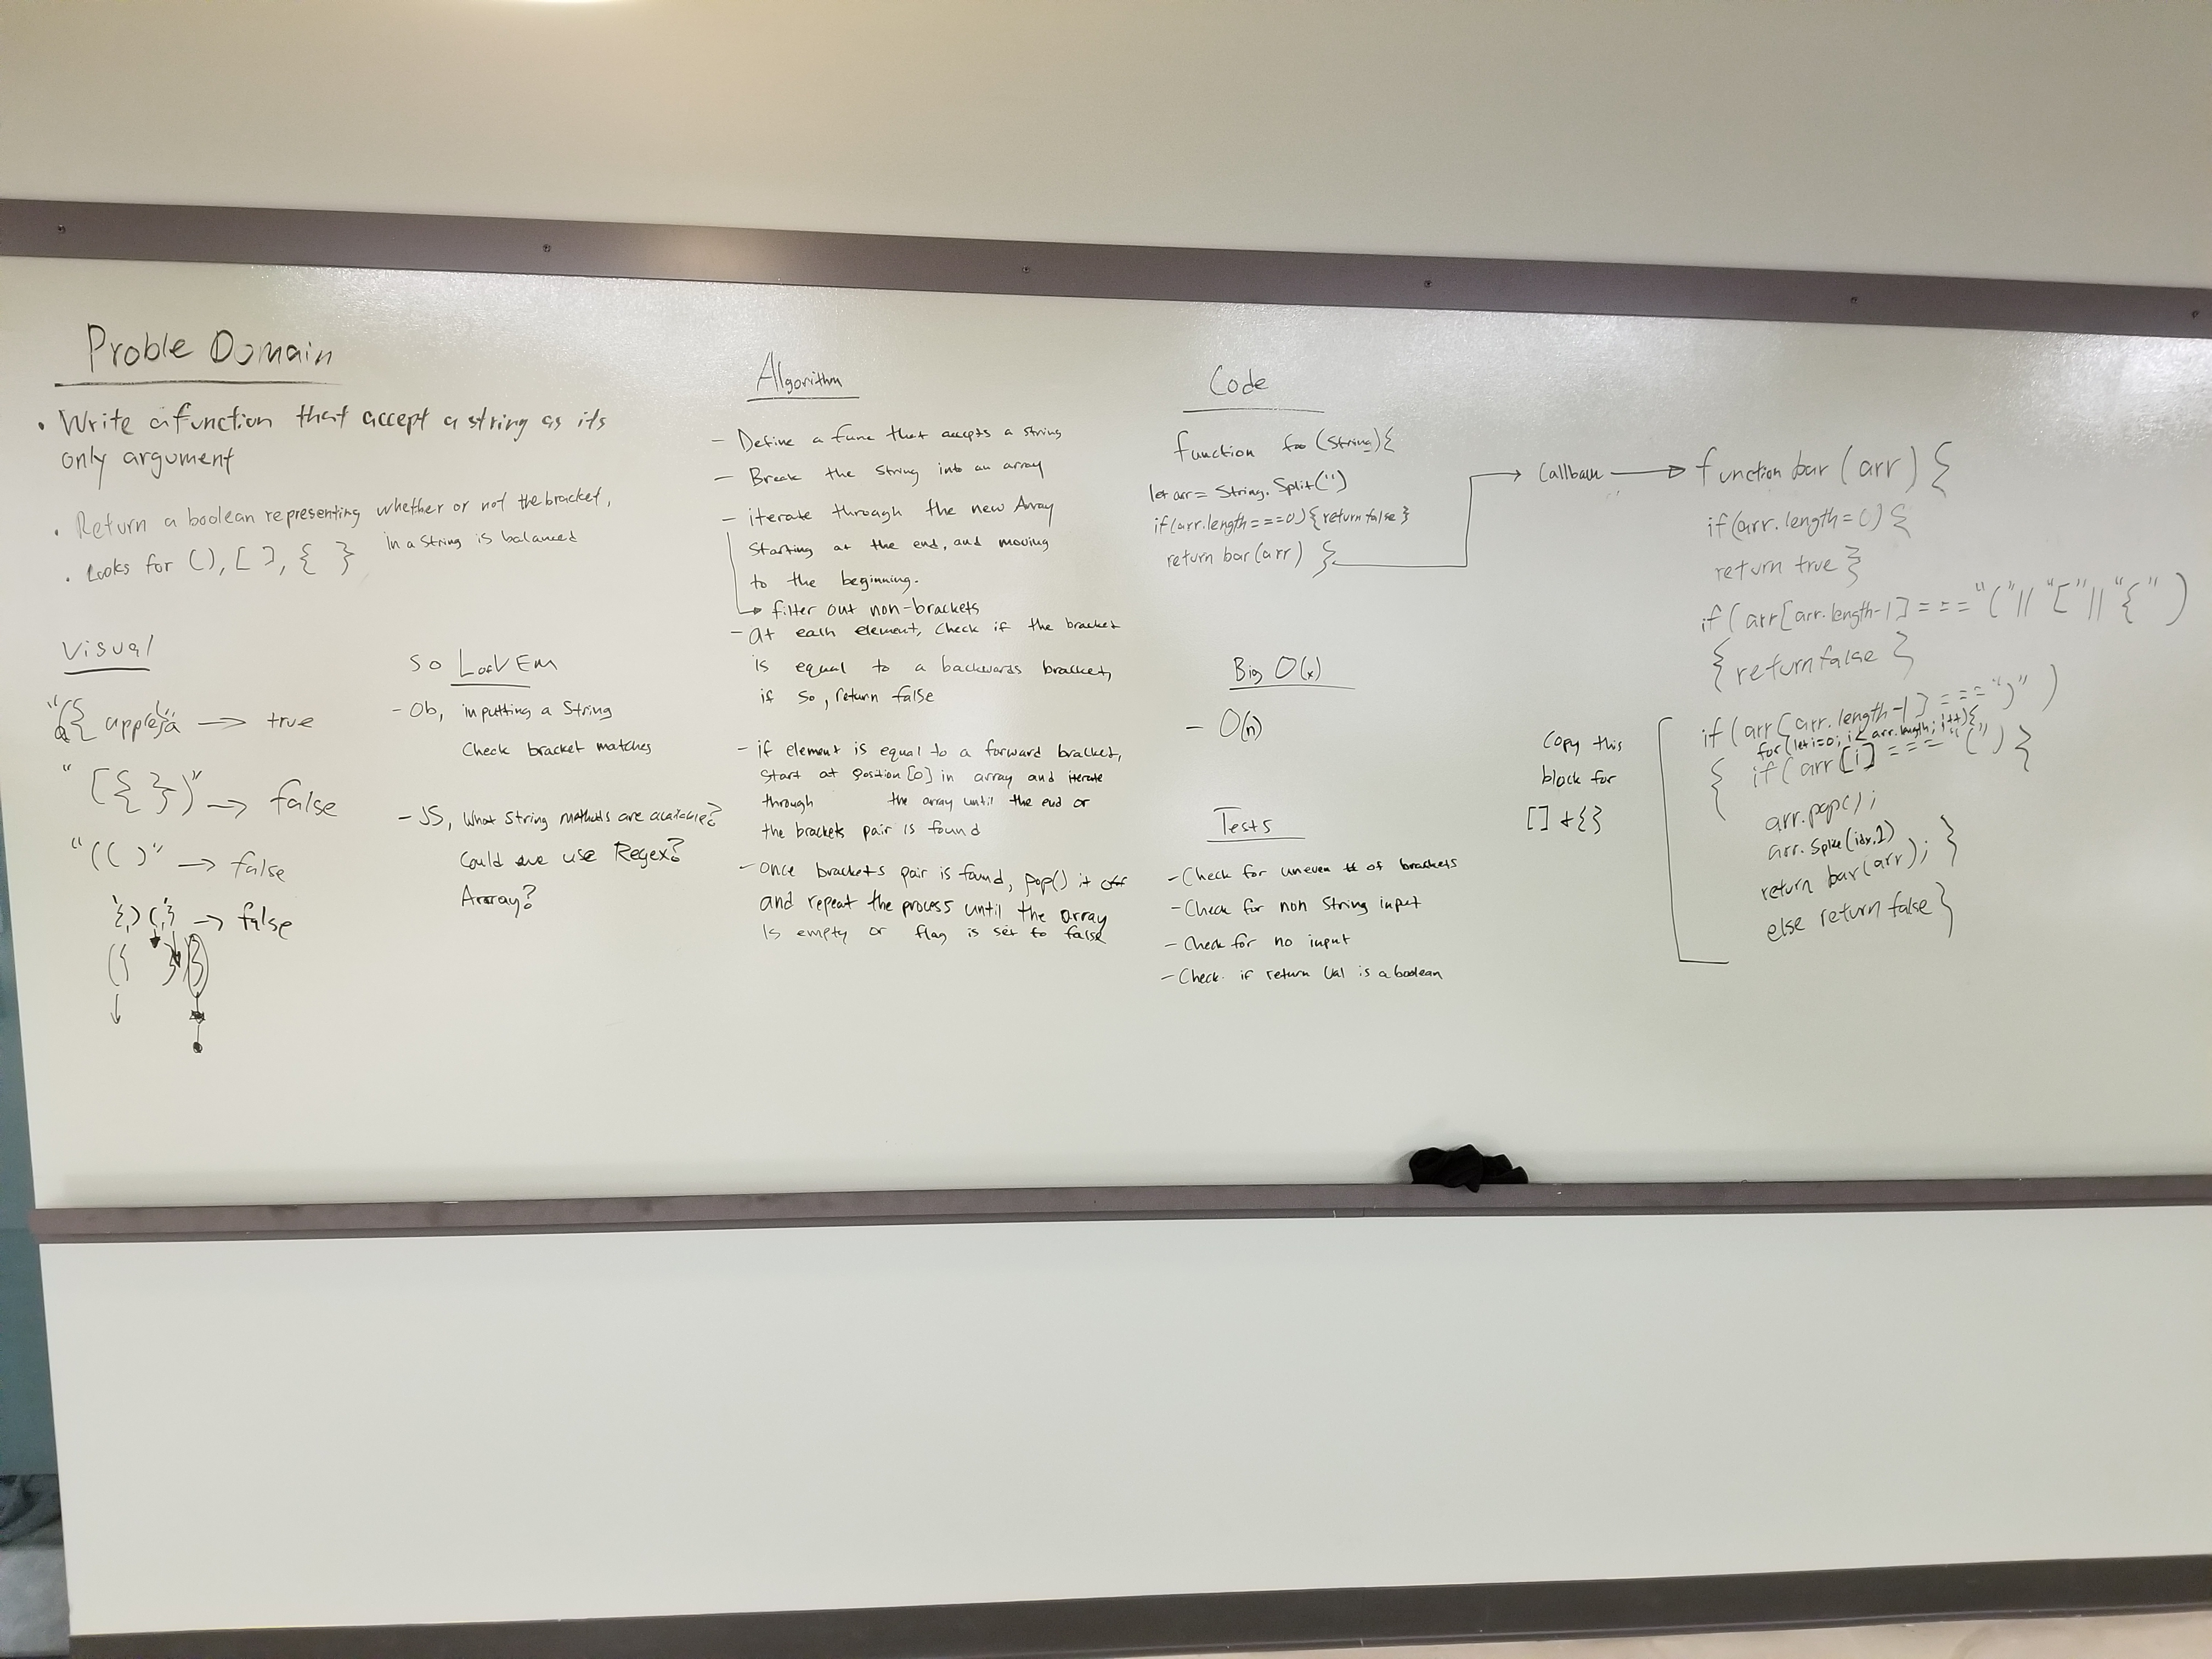 Proble Domain
• Write a function that accept a string as its
only argument
• Return a boolean representing whether or not the bracket,
in a string is balanced
• Looks for (), [ ], { }
Visual
→ true
"[{ })" → false
"( ( )" → false
→ false
So LooVEm
- Ob, inputting a String
Check bracket matches
- JS, What String methods are available?
Could we use Regex?
Array?
Algorithm
- Define a func that accepts a string
- Break the string into an array
- iterate through the new Array
Starting at the end, and moving
to the beginning.
→ filter out non-brackets
- at each element, check if the bracket
is equal to a backwards bracket,
if so, return false
- if element is equal to a forward bracket,
start at position [0] in array and iterate
through the array until the end or
the brackets pair is found
- once brackets pair is found, pop() it off
and repeat the process until the array
is empty or flag is set to false
Code
function foo (String){
let arr = String.Split('')
if(arr.length===0){return false}
return bar(arr) }
Big O(x)
- O(n)
Tests
- Check for uneven # of brackets
- Check for non String input
- Check for no input
- Check if return Val is a boolean
→ function bar (arr) {
if(arr.length=0) {
return true }
if(arr[arr.length-1] === "(" || "[" || "{" )
{ return false }
Copy this
block for
[] + {}
if (arr[arr.length-1] === ")" )
for(let i=0; i < arr.length; i++){
{ if( arr[i] === "(" ) {
arr.pop();
arr.Splice(idx,1)
return bar(arr); }
else return false }